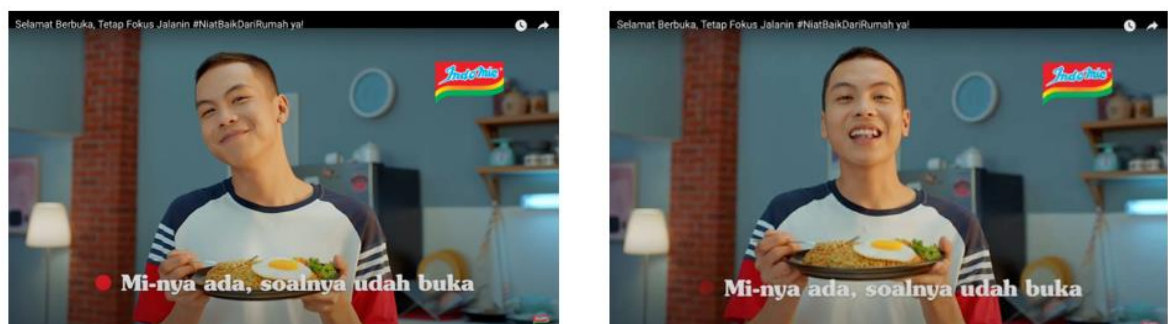 Selamat Berbuka, Tetap Fokus Jalanin #NiatBaikDariRumah ya!
Indomie
Mi-nya ada, soalnya udah buka
Selamat Berbuka, Tetap Fokus Jalanin #NiatBaikDariRumah ya!
Indomie
Mi-nya ada, soalnya udah buka